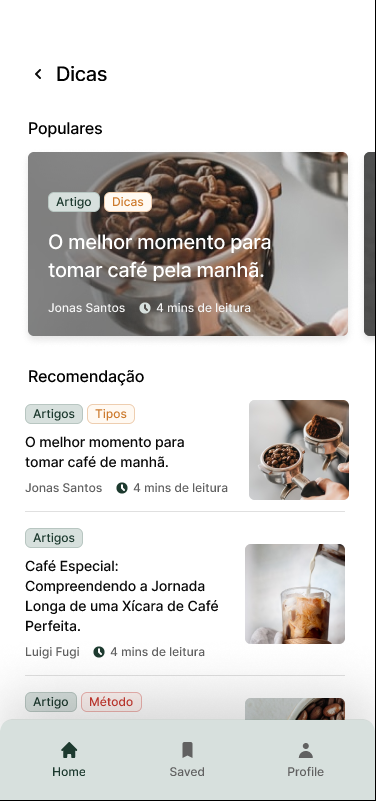 Dicas
Populares
Artigo Dicas
O melhor momento para
tomar café pela manhã.
Jonas Santos 4 mins de leitura
Recomendação
Artigos Tipos
O melhor momento para
tomar café de manhã.
Jonas Santos 4 mins de leitura
Artigos
Café Especial:
Compreendendo a Jornada
Longa de uma Xícara de Café
Perfeita.
Luigi Fugi 4 mins de leitura
Artigo Método
Home Saved Profile